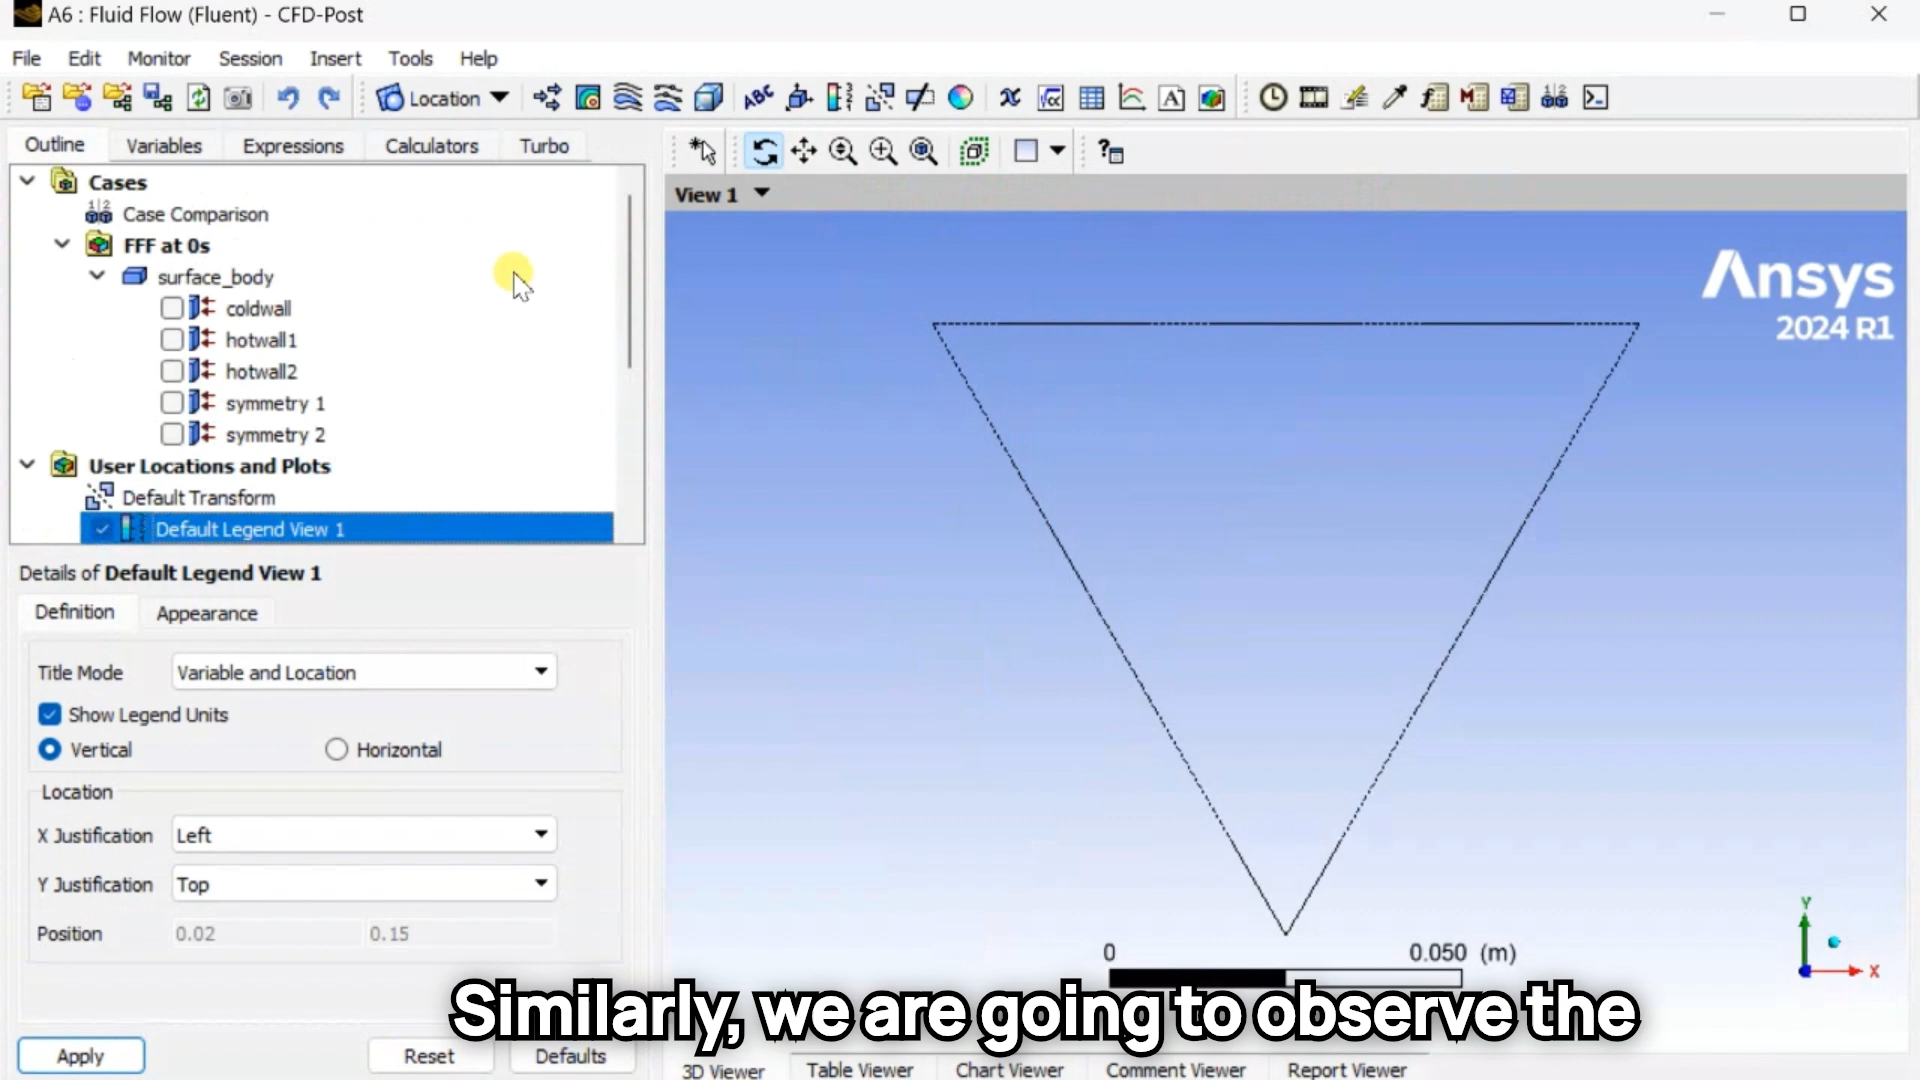 A6 : Fluid Flow (Fluent) - CFD-Post
File Edit Monitor Session Insert Tools Help
Location
Outline Variables Expressions Calculators Turbo
Cases
Case Comparison
FFF at 0s
surface_body
coldwall
hotwall1
hotwall2
symmetry 1
symmetry 2
User Locations and Plots
Default Transform
Default Legend View 1
Details of Default Legend View 1
Definition Appearance
Title Mode Variable and Location
Show Legend Units
Vertical Horizontal
Location
X Justification Left
Y Justification Top
Position 0.02 0.15
Apply Reset Defaults
View 1
Ansys
2024 R1
0 0.050 (m)
Y
X
Similarly, we are going to observe the
3D Viewer Table Viewer Chart Viewer Comment Viewer Report Viewer